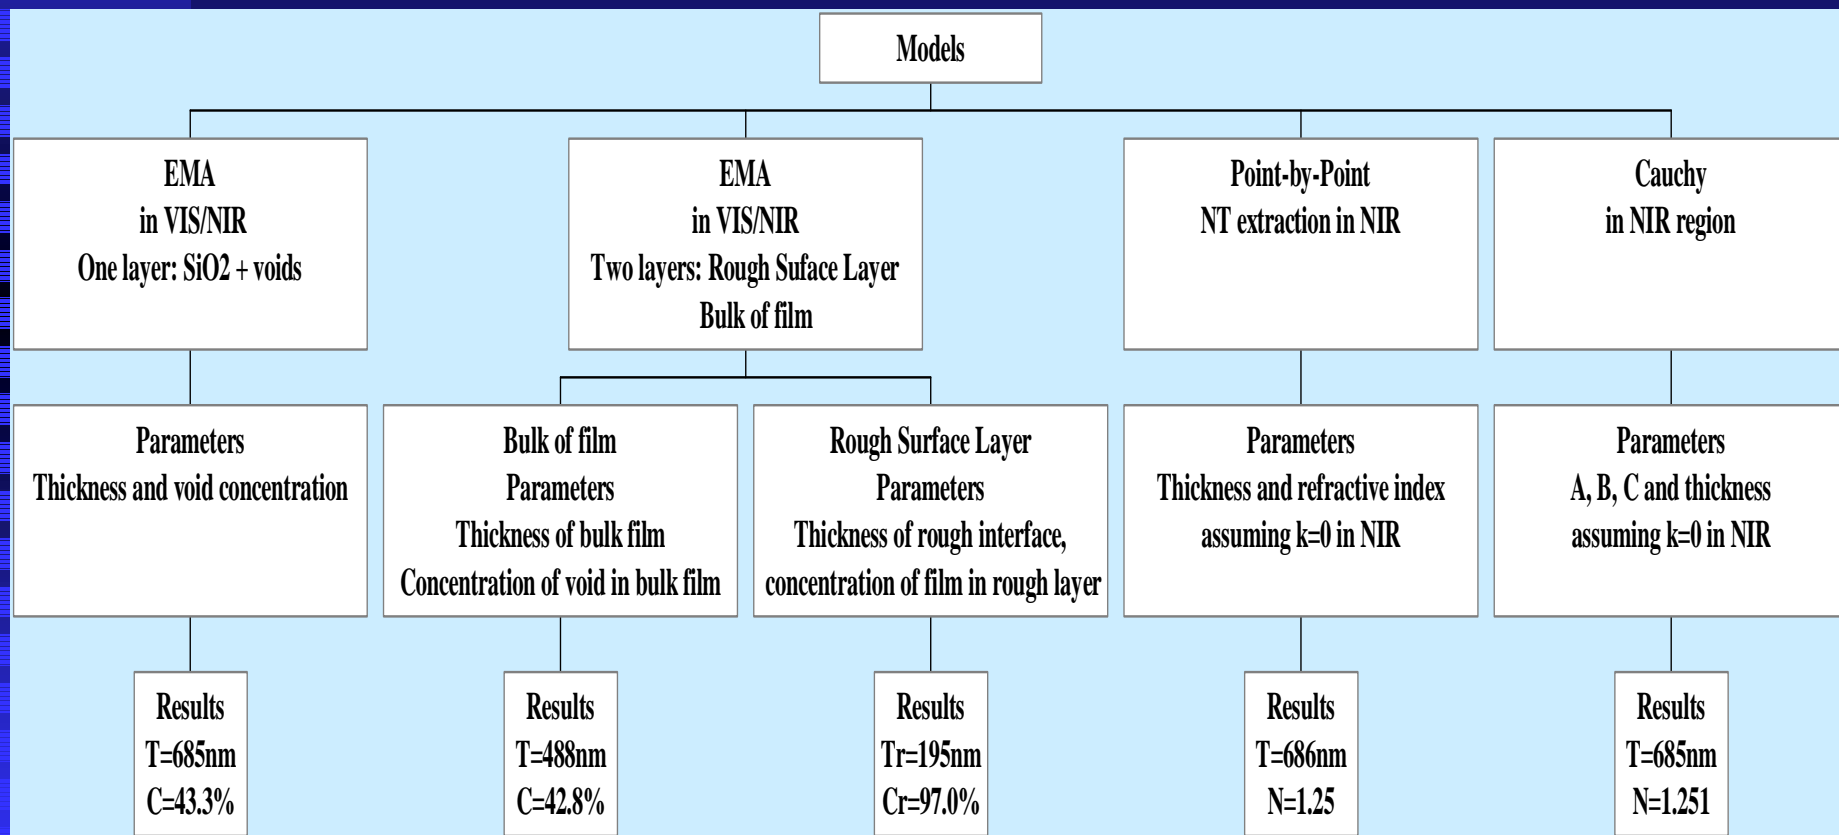 Models
EMA
in VIS/NIR
One layer: SiO2 + voids
EMA
in VIS/NIR
Two layers: Rough Suface Layer
Bulk of film
Point-by-Point
NT extraction in NIR
Cauchy
in NIR region
Parameters
Thickness and void concentration
Bulk of film
Parameters
Thickness of bulk film
Concentration of void in bulk film
Rough Surface Layer
Parameters
Thickness of rough interface,
concentration of film in rough layer
Parameters
Thickness and refractive index
assuming k=0 in NIR
Parameters
A, B, C and thickness
assuming k=0 in NIR
Results
T=685nm
C=43.3%
Results
T=488nm
C=42.8%
Results
Tr=195nm
Cr=97.0%
Results
T=686nm
N=1.25
Results
T=685nm
N=1.251